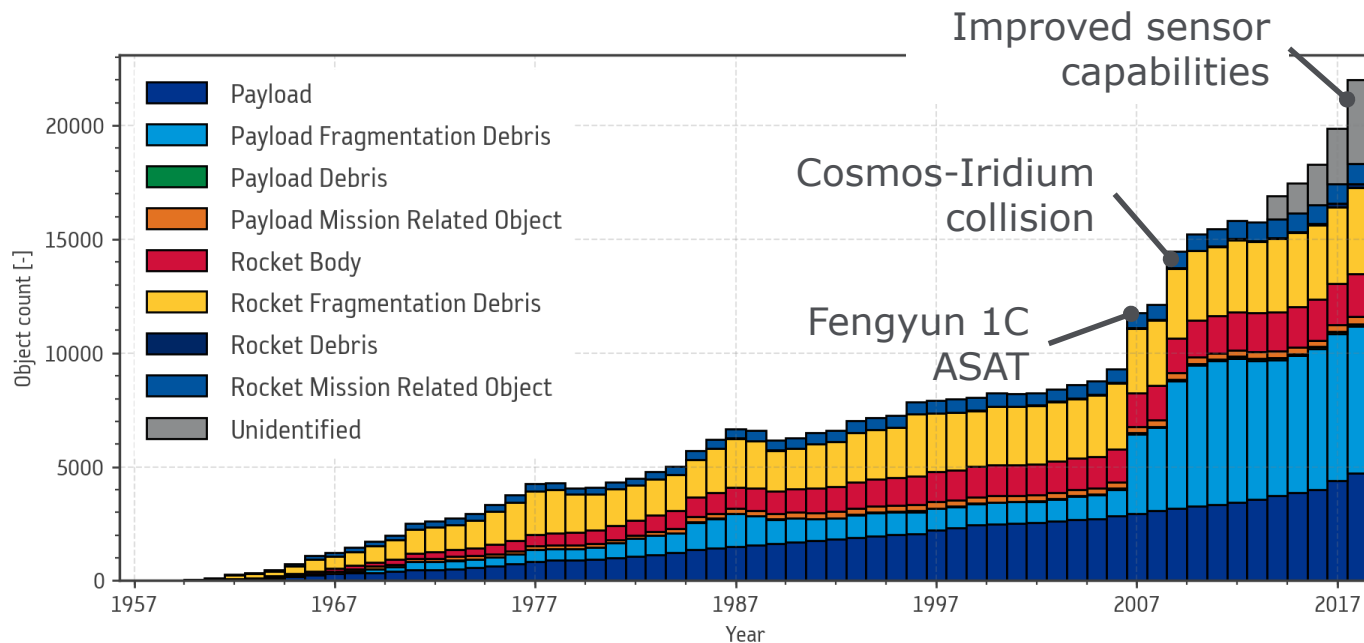 Improved sensor
capabilities
Payload
Payload Fragmentation Debris
Payload Debris
Payload Mission Related Object
Rocket Body
Rocket Fragmentation Debris
Rocket Debris
Rocket Mission Related Object
Unidentified
Cosmos-Iridium
collision
Fengyun 1C
ASAT
Object count [-]
20000
15000
10000
5000
0
1957
1967
1977
1987
1997
2007
2017
Year